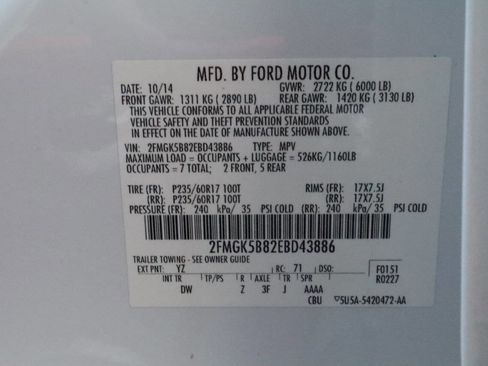 MFD. BY FORD MOTOR CO.
DATE: 10/14 GVWR: 2722 KG ( 6000 LB)
FRONT GAWR: 1311 KG ( 2890 LB) REAR GAWR: 1420 KG ( 3130 LB)
THIS VEHICLE CONFORMS TO ALL APPLICABLE FEDERAL MOTOR
VEHICLE SAFETY AND THEFT PREVENTION STANDARDS
IN EFFECT ON THE DATE OF MANUFACTURE SHOWN ABOVE.
VIN: 2FMGK5B82EBD43886 TYPE: MPV
MAXIMUM LOAD = OCCUPANTS + LUGGAGE = 526KG/1160LB
OCCUPANTS = 7 TOTAL; 2 FRONT, 5 REAR
TIRE (FR): P235/60R17 100T RIMS (FR): 17X7.5J
(RR): P235/60R17 100T (RR): 17X7.5J
PRESSURE (FR): 240 kPa/ 35 PSI COLD (RR): 240 kPa/ 35 PSI COLD
2FMGK5B82EBD43886
TRAILER TOWING - SEE OWNER GUIDE
EXT PNT: YZ RC: 71 DSO: F0151
INT TR TP/PS R AXLE TR SPR R0227
DW Z 3F J AAAA
CBU 5U5A-5420472-AA